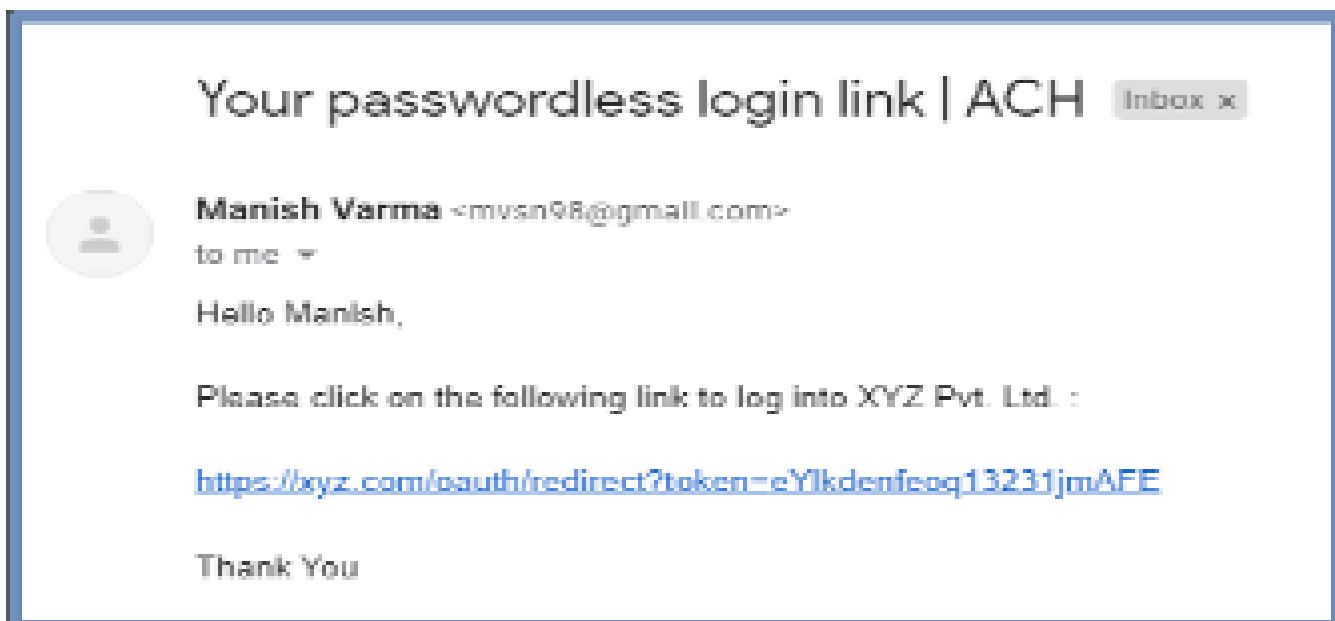 Your passwordless login link | ACH Inbox x
Manish Varma <mvsn98@gmail.com>
to me
Hello Manish,
Please click on the following link to log into XYZ Pvt. Ltd. :
https://xyz.com/oauth/redirect?token=eYlkdenfeoq13231jmAFE
Thank You